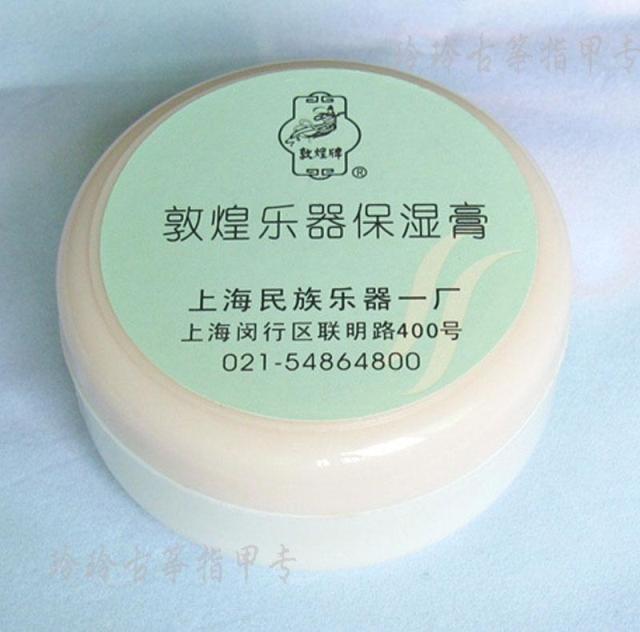 玲玲古筝指甲专
敦煌牌
®
敦煌乐器保湿膏
上海民族乐器一厂
上海闵行区联明路400号
021-54864800
玲玲古筝指甲专